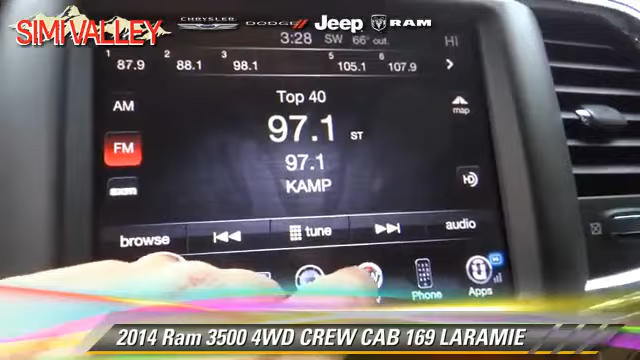 SIMI VALLEY
CHRYSLER DODGE Jeep RAM
3:28 SW 66° out. HI
1 87.9 2 88.1 3 98.1 5 105.1 6 107.9
AM
Top 40
map
97.1 ST
FM
97.1
KAMP
HD
sxm
browse tune audio
Phone Apps
2014 Ram 3500 4WD CREW CAB 169 LARAMIE